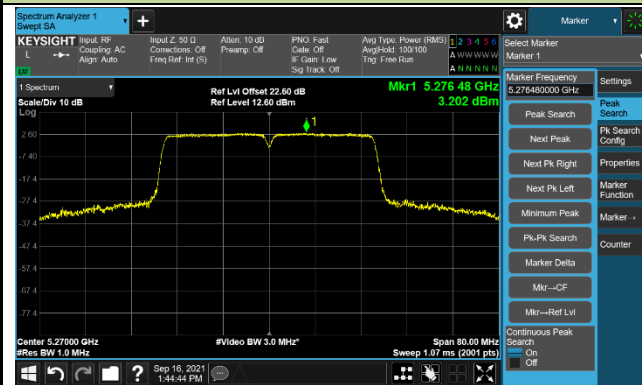 Spectrum Analyzer 1
Swept SA
Marker
KEYSIGHT
L
Input: RF
Coupling: AC
Align: Auto
Input Z: 50 Ω
Corrections: Off
Freq Ref: Int (S)
Atten: 10 dB
Preamp: Off
PNO: Fast
Gate: Off
IF Gain: Low
Sig Track: Off
Avg Type: Power (RMS)
Avg|Hold: 100/100
Trig: Free Run
1 2 3 4 5 6
A W W W W W
A N N N N N
Select Marker
Marker 1
1 Spectrum
Scale/Div 10 dB
Log
Ref Lvl Offset 22.60 dB
Ref Level 12.60 dBm
Mkr1 5.276 48 GHz
3.202 dBm
1
2.60
-7.40
-17.4
-27.4
-37.4
-47.4
-57.4
-67.4
-77.4
Center 5.27000 GHz
#Res BW 1.0 MHz
#Video BW 3.0 MHz*
Span 80.00 MHz
Sweep 1.07 ms (2001 pts)
Marker Frequency
5.276480000 GHz
Peak Search
Next Peak
Next Pk Right
Next Pk Left
Minimum Peak
Pk-Pk Search
Marker Delta
Mkr→CF
Mkr→Ref Lvl
Continuous Peak
Search
On
Off
Settings
Peak
Search
Pk Search
Config
Properties
Marker
Function
Marker→
Counter
?
Sep 16, 2021
1:44:44 PM